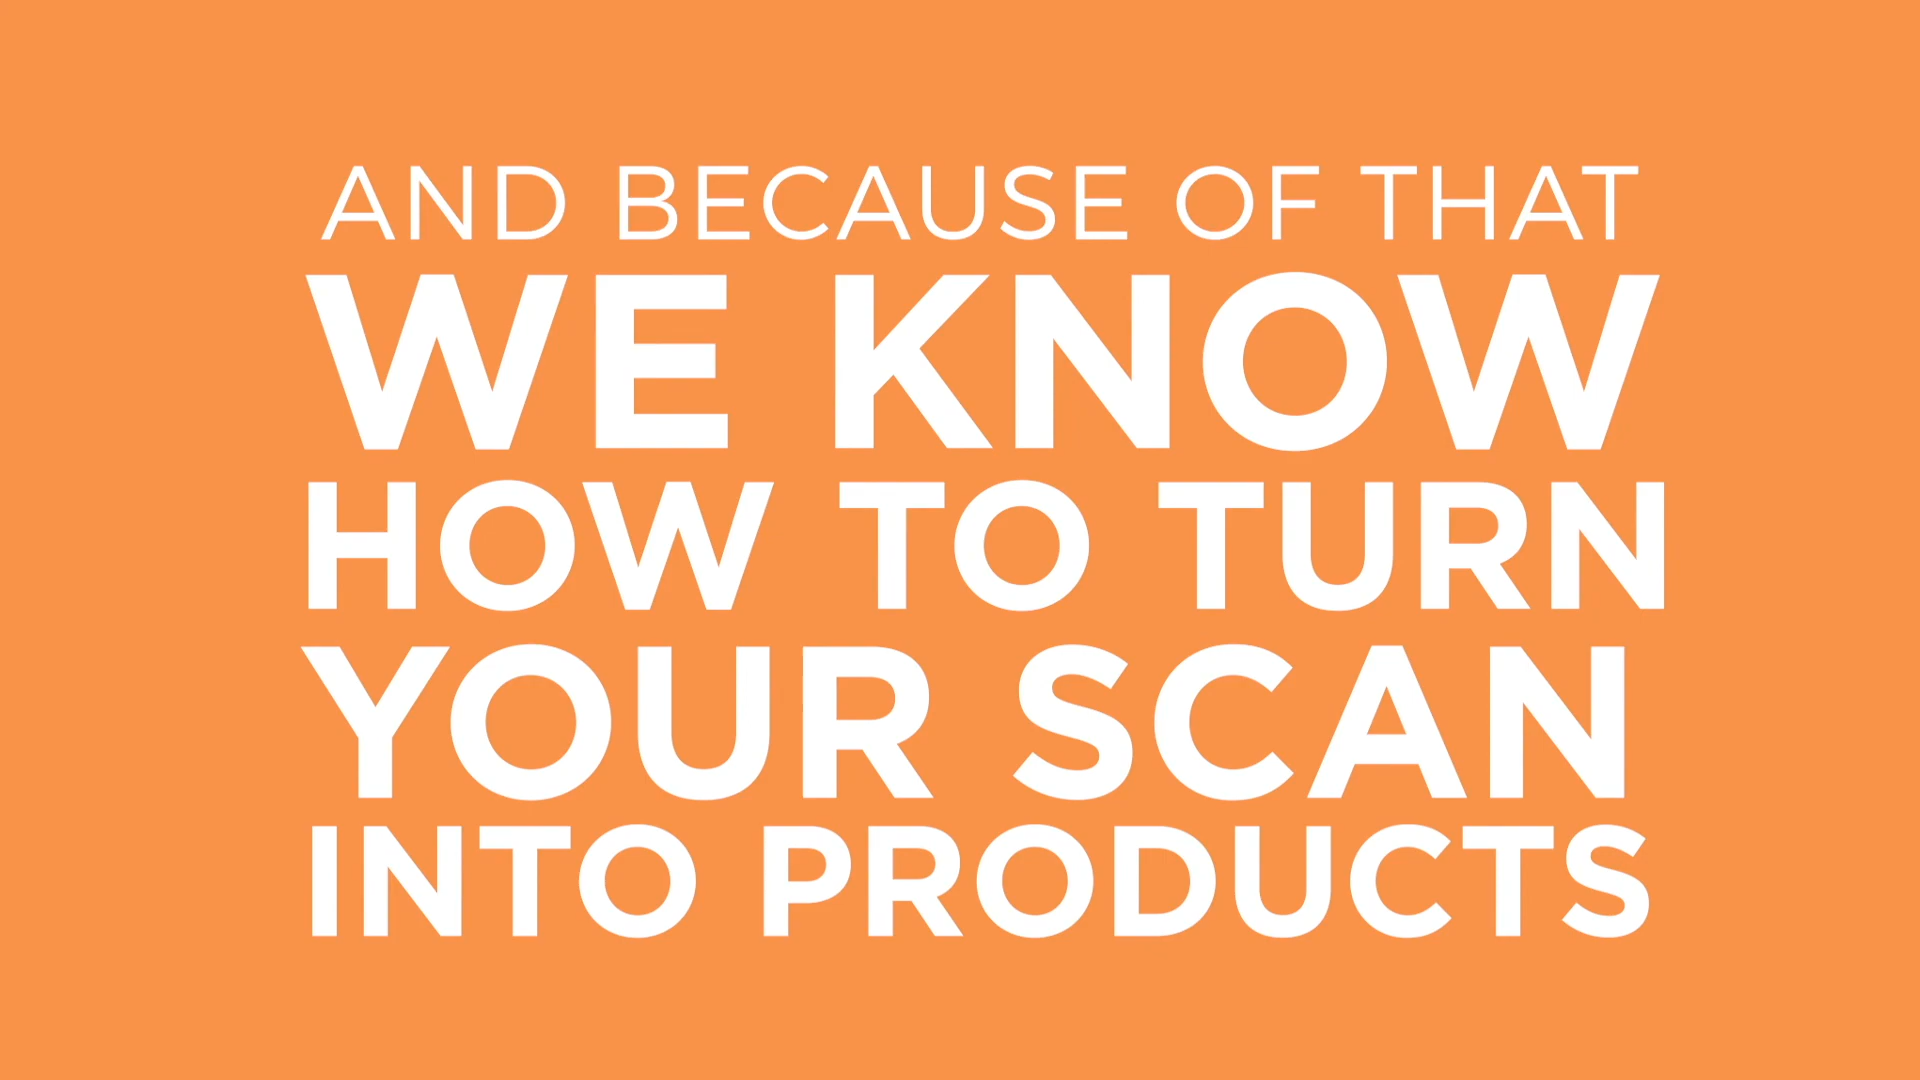 AND BECAUSE OF THAT
WE KNOW
HOW TO TURN
YOUR SCAN
INTO PRODUCTS